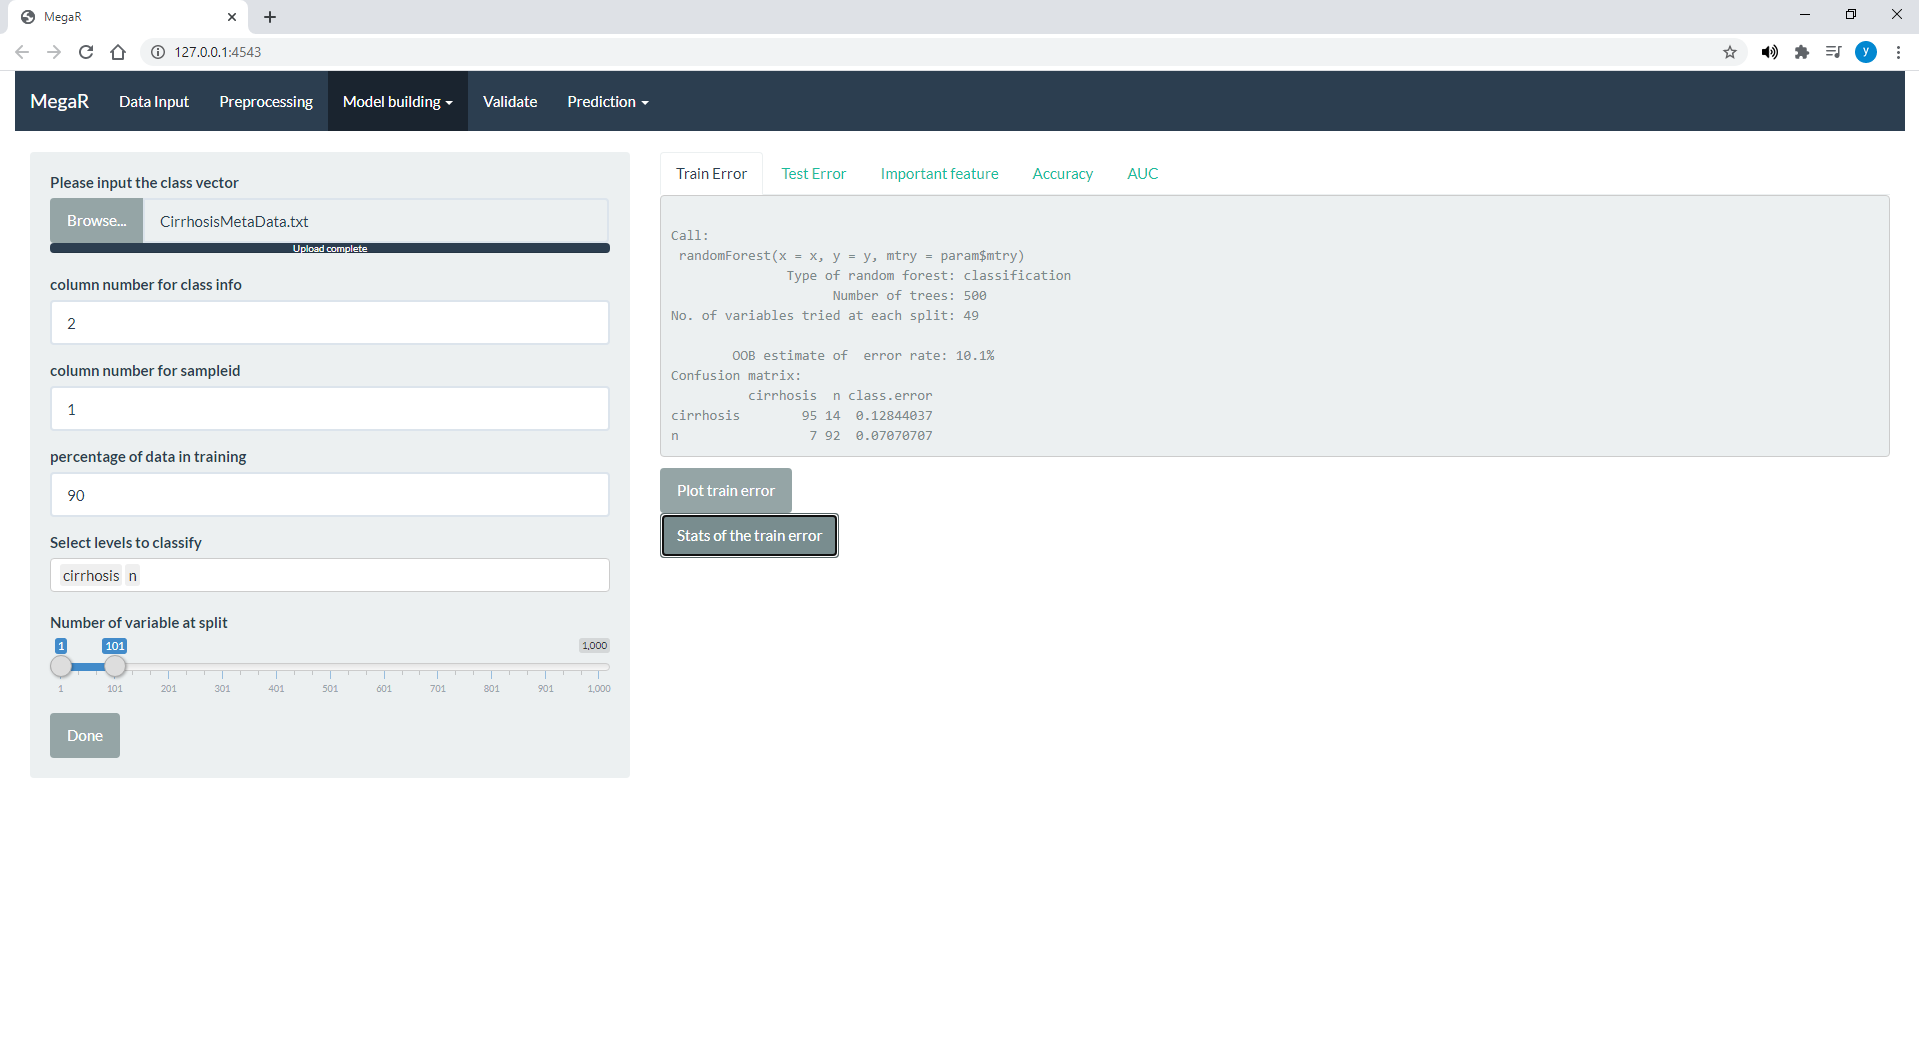 MegaR
127.0.0.1:4543
y
MegaR Data Input Preprocessing Model building Validate Prediction
Please input the class vector
Browse... CirrhosisMetaData.txt
Upload complete
column number for class info
2
column number for sampleid
1
percentage of data in training
90
Select levels to classify
cirrhosis n
Number of variable at split
1 101 1,000
1 101 201 301 401 501 601 701 801 901 1,000
Done
Train Error Test Error Important feature Accuracy AUC
Call:
randomForest(x = x, y = y, mtry = param$mtry)
Type of random forest: classification
Number of trees: 500
No. of variables tried at each split: 49
OOB estimate of  error rate: 10.1%
Confusion matrix:
cirrhosis  n class.error
cirrhosis        95 14  0.12844037
n                 7 92  0.07070707
Plot train error
Stats of the train error